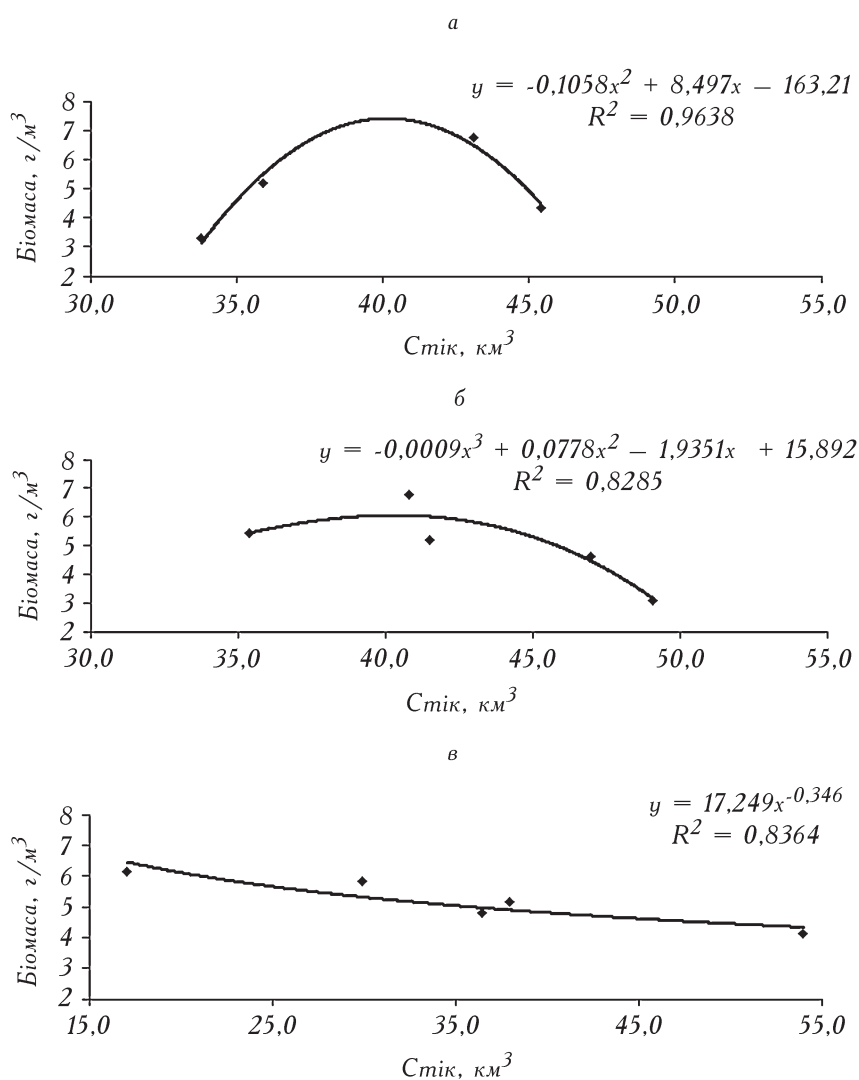 а
y = -0,1058x² + 8,497x – 163,21
R² = 0,9638
Біомаса, г/м³
8
7
6
5
4
3
2
30,0 35,0 40,0 45,0 50,0 55,0
Стік, км³
б
y = -0,0009x³ + 0,0778x² – 1,9351x + 15,892
R² = 0,8285
Біомаса, г/м³
8
7
6
5
4
3
2
30,0 35,0 40,0 45,0 50,0 55,0
Стік, км³
в
y = 17,249x⁻⁰,³⁴⁶
R² = 0,8364
Біомаса, г/м³
8
7
6
5
4
3
2
15,0 25,0 35,0 45,0 55,0
Стік, км³